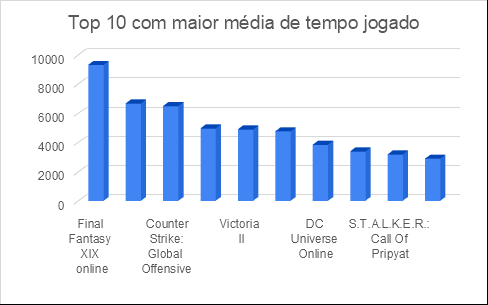 Top 10 com maior média de tempo jogado
10000
8000
6000
4000
2000
0
Final
Fantasy
XIX
online
Counter
Strike:
Global
Offensive
Victoria
II
DC
Universe
Online
S.T.A.L.K.E.R.:
Call Of
Pripyat